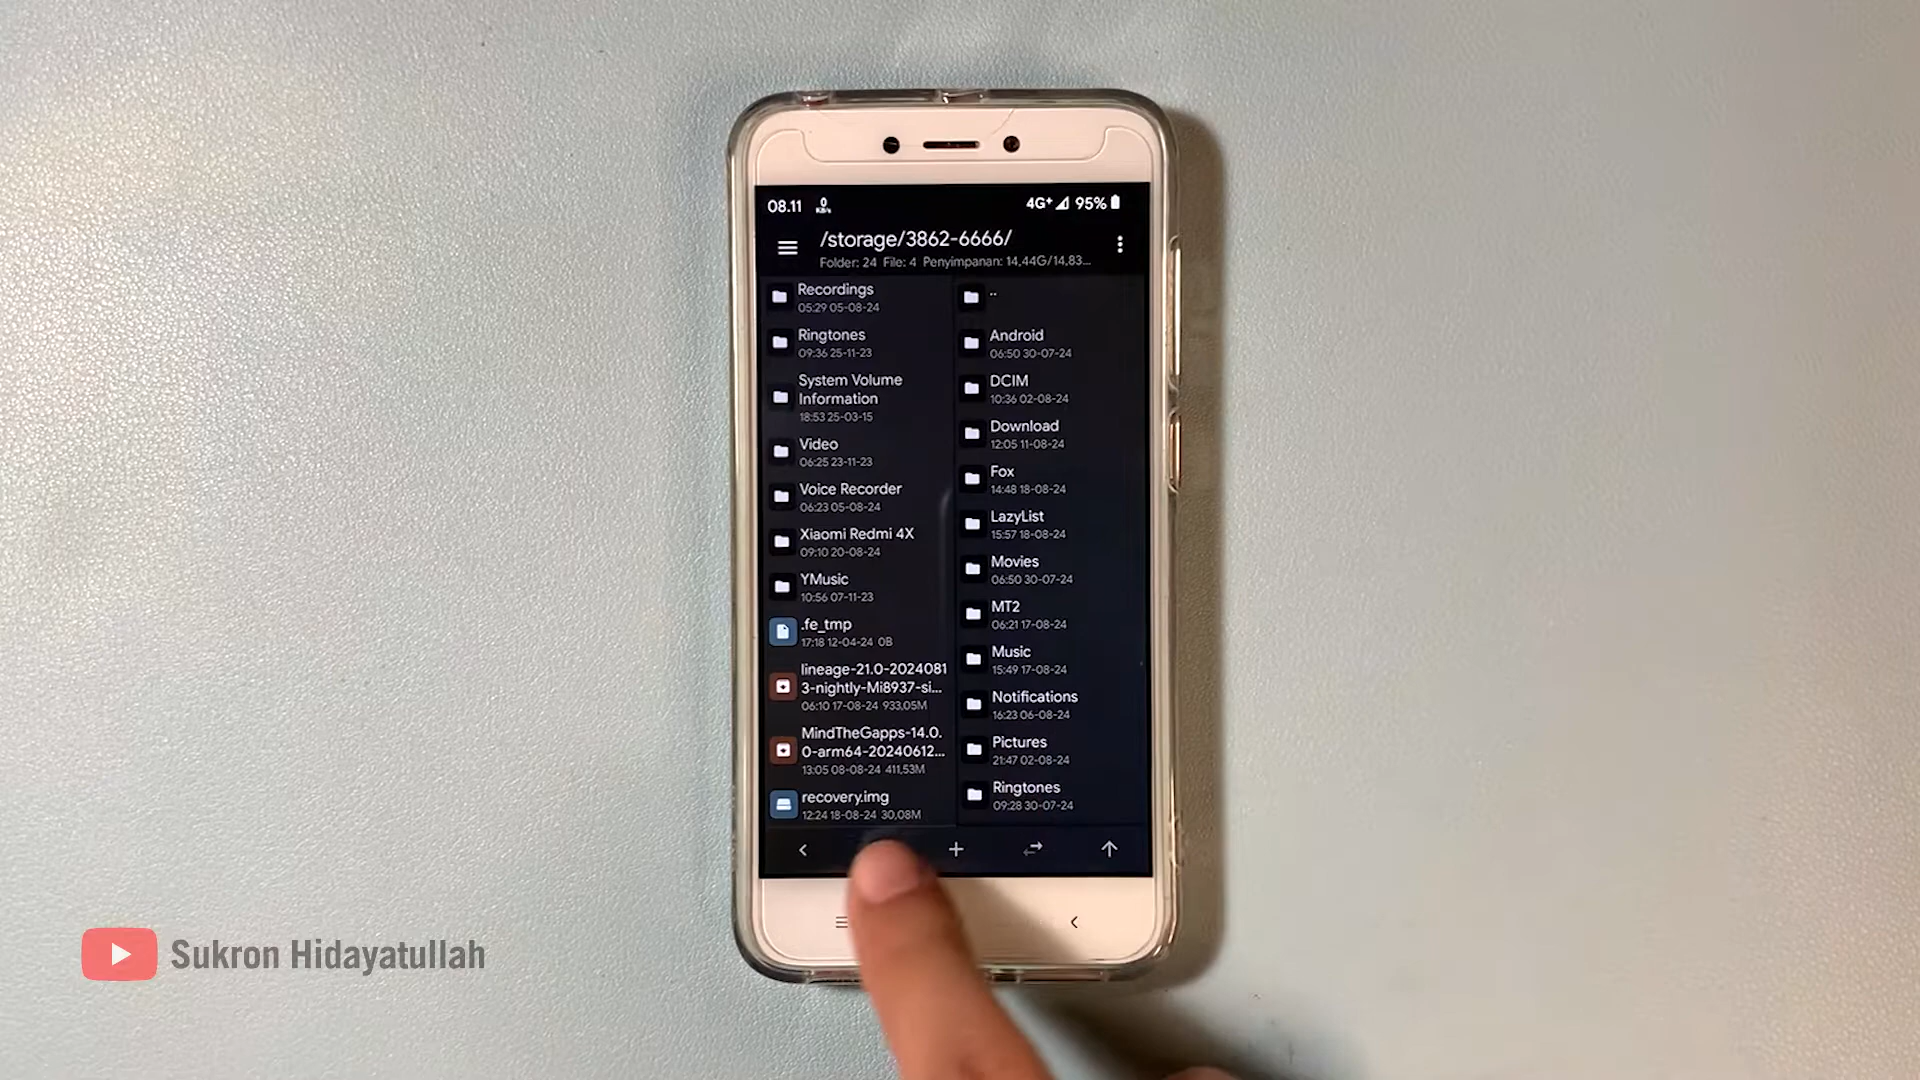 08.11
0
KB/s
4G+ 95%
/storage/3862-6666/
Folder: 24 File: 4 Penyimpanan: 14,44G/14,83...
Recordings
05:29 05-08-24
Ringtones
09:36 25-11-23
System Volume
Information
18:53 25-03-15
Video
06:25 23-11-23
Voice Recorder
06:23 05-08-24
Xiaomi Redmi 4X
09:10 20-08-24
YMusic
10:56 07-11-23
.fe_tmp
17:18 12-04-24 0B
lineage-21.0-2024081
3-nightly-Mi8937-si...
06:10 17-08-24 933,05M
MindTheGapps-14.0.
0-arm64-20240612...
13:05 08-08-24 411,53M
recovery.img
12:24 18-08-24 30,08M
..
Android
06:50 30-07-24
DCIM
10:36 02-08-24
Download
12:05 11-08-24
Fox
14:48 18-08-24
LazyList
15:57 18-08-24
Movies
06:50 30-07-24
MT2
06:21 17-08-24
Music
15:49 17-08-24
Notifications
16:23 06-08-24
Pictures
21:47 02-08-24
Ringtones
09:28 30-07-24
Sukron Hidayatullah